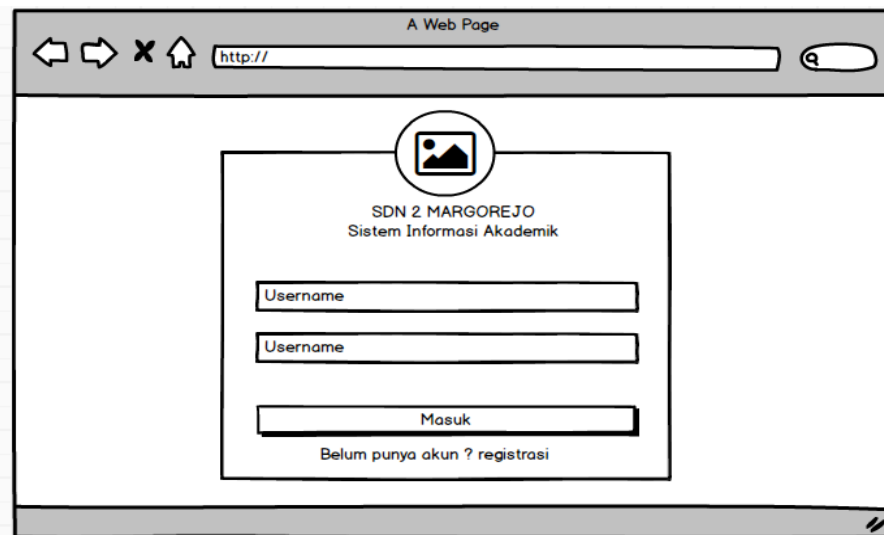 A Web Page
http://
SDN 2 MARGOREJO
Sistem Informasi Akademik
Username
Username
Masuk
Belum punya akun ? registrasi